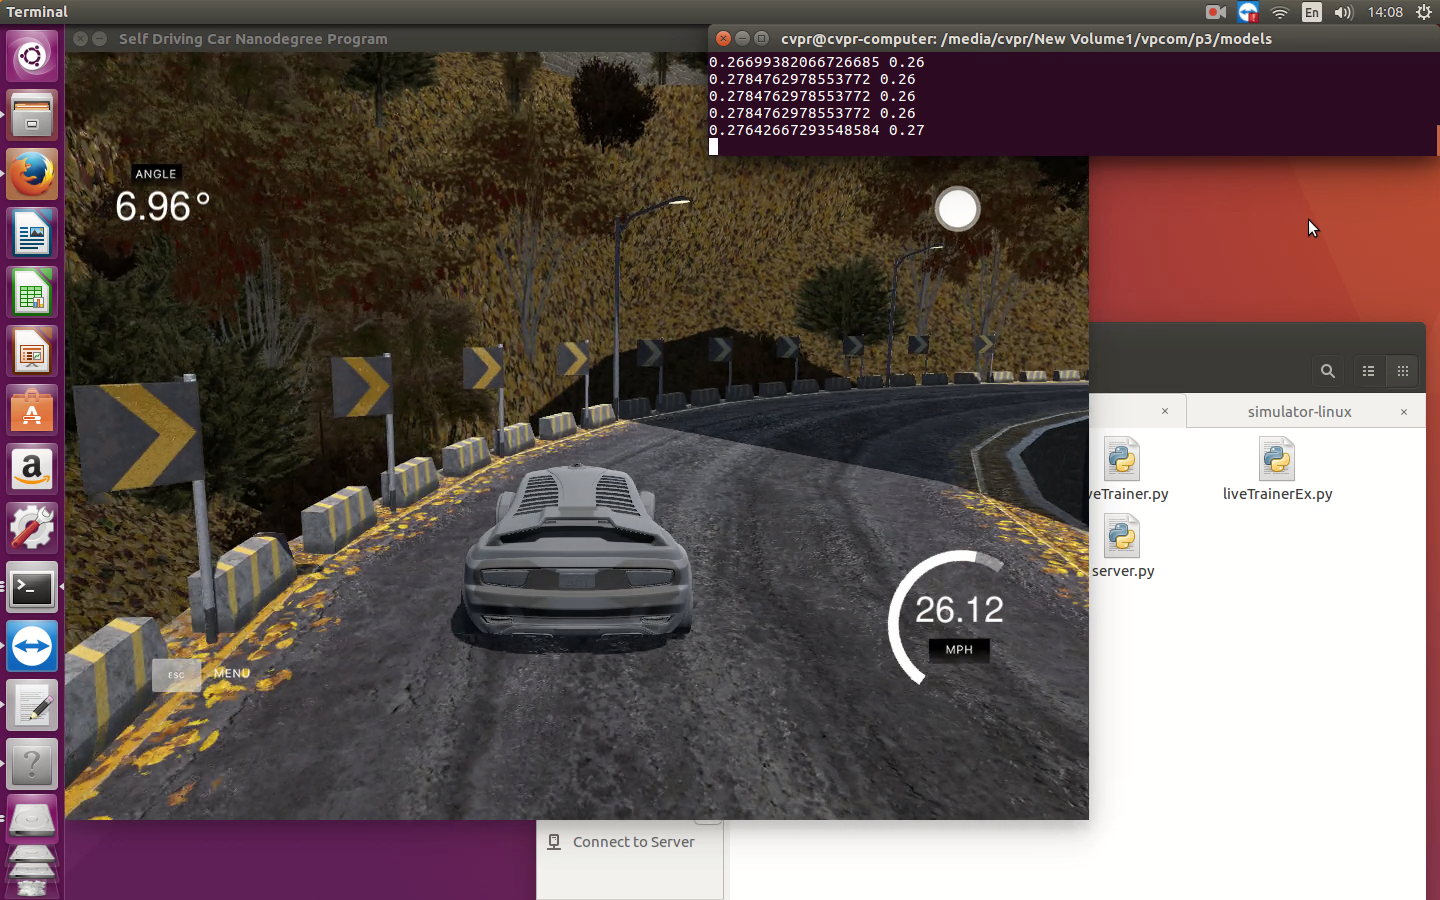 Terminal
En
14:08
Self Driving Car Nanodegree Program
cvpr@cvpr-computer: /media/cvpr/New Volume1/vpcom/p3/models
0.26699382066726685 0.26
0.2784762978553772 0.26
0.2784762978553772 0.26
0.2784762978553772 0.26
0.27642667293548584 0.27
ANGLE
6.96°
simulator-linux
veTrainer.py
liveTrainerEx.py
server.py
26.12
MPH
ESC MENU
Connect to Server